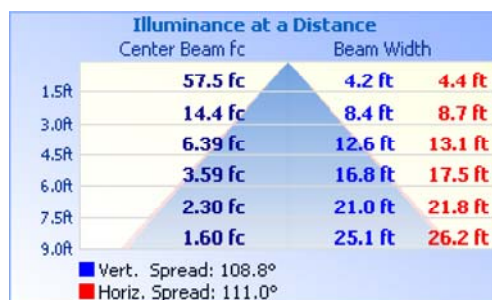 Illuminance at a Distance
Center Beam fc Beam Width
1.5ft 57.5 fc 4.2 ft 4.4 ft
3.0ft 14.4 fc 8.4 ft 8.7 ft
4.5ft 6.39 fc 12.6 ft 13.1 ft
6.0ft 3.59 fc 16.8 ft 17.5 ft
7.5ft 2.30 fc 21.0 ft 21.8 ft
9.0ft 1.60 fc 25.1 ft 26.2 ft
Vert. Spread: 108.8°
Horiz. Spread: 111.0°